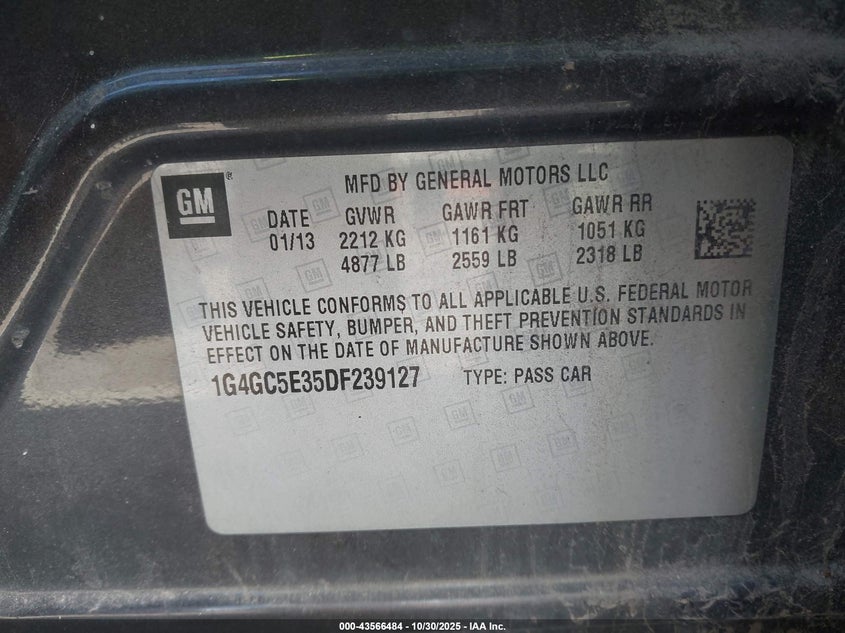 GM
MFD BY GENERAL MOTORS LLC
DATE GVWR GAWR FRT GAWR RR
01/13 2212 KG 1161 KG 1051 KG
4877 LB 2559 LB 2318 LB
THIS VEHICLE CONFORMS TO ALL APPLICABLE U.S. FEDERAL MOTOR
VEHICLE SAFETY, BUMPER, AND THEFT PREVENTION STANDARDS IN
EFFECT ON THE DATE OF MANUFACTURE SHOWN ABOVE.
1G4GC5E35DF239127 TYPE: PASS CAR
000-43566484 - 10/30/2025 - IAA Inc.